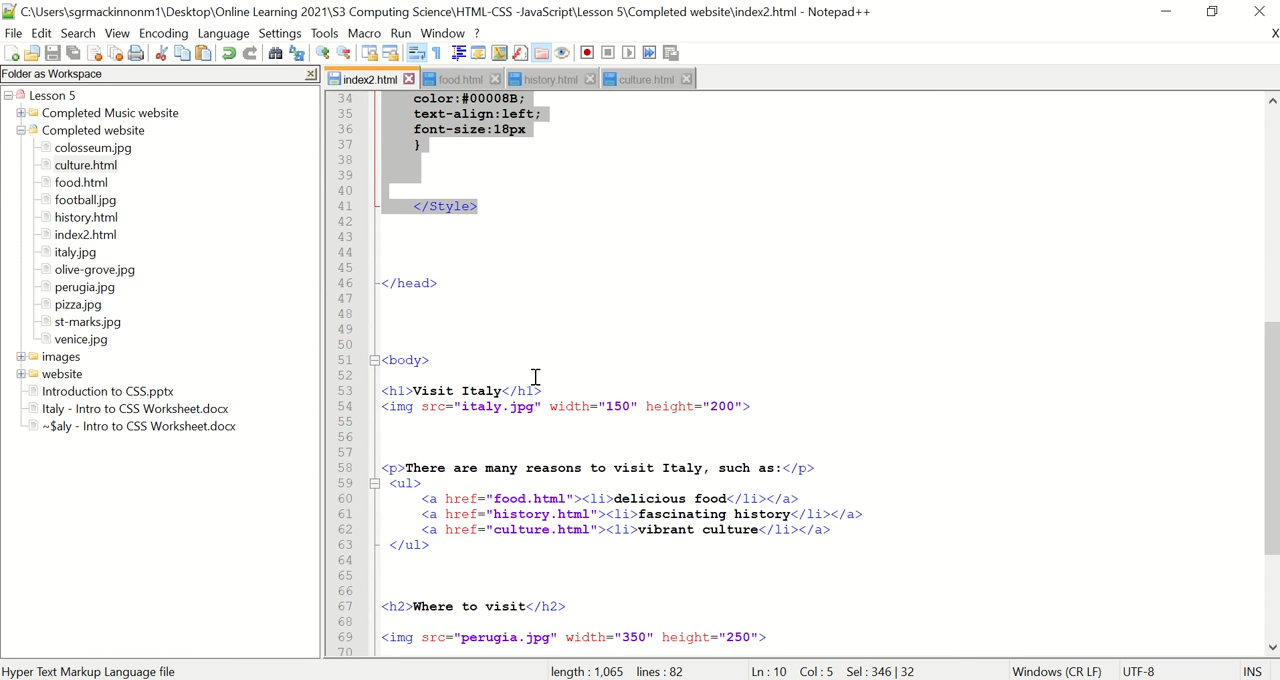 C:\Users\sgrmackinnonm1\Desktop\Online Learning 2021\S3 Computing Science\HTML-CSS -JavaScript\Lesson 5\Completed website\index2.html - Notepad++
File Edit Search View Encoding Language Settings Tools Macro Run Window ? X
Folder as Workspace
index2.html food.html history.html culture.html
Lesson 5
Completed Music website
Completed website
colosseum.jpg
culture.html
food.html
football.jpg
history.html
index2.html
italy.jpg
olive-grove.jpg
perugia.jpg
pizza.jpg
st-marks.jpg
venice.jpg
images
website
Introduction to CSS.pptx
Italy - Intro to CSS Worksheet.docx
~$aly - Intro to CSS Worksheet.docx
34 color:#00008B;
35 text-align:left;
36 font-size:18px
37 }
38
39
40
41 </Style>
42
43
44
45
46 </head>
47
48
49
50
51 <body>
52
53 <h1>Visit Italy</h1>
54 <img src="italy.jpg" width="150" height="200">
55
56
57
58 <p>There are many reasons to visit Italy, such as:</p>
59 <ul>
60 <a href="food.html"><li>delicious food</li></a>
61 <a href="history.html"><li>fascinating history</li></a>
62 <a href="culture.html"><li>vibrant culture</li></a>
63 </ul>
64
65
66
67 <h2>Where to visit</h2>
68
69 <img src="perugia.jpg" width="350" height="250">
70
Hyper Text Markup Language file length : 1,065 lines : 82 Ln : 10 Col : 5 Sel : 346 | 32 Windows (CR LF) UTF-8 INS